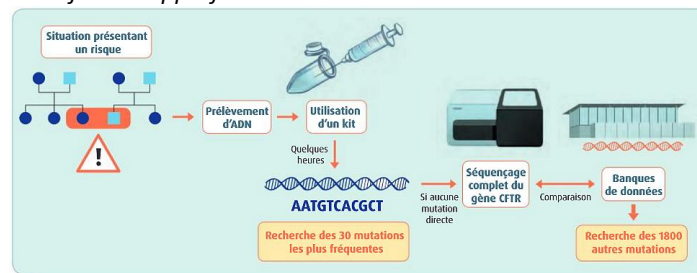 Situation présentant
un risque
!
Prélèvement
d'ADN
Utilisation
d'un kit
Quelques
heures
AATGTCACGCT
Recherche des 30 mutations
les plus fréquentes
Si aucune
mutation
directe
Séquençage
complet du
gène CFTR
Comparaison
Banques
de données
Recherche des 1800
autres mutations